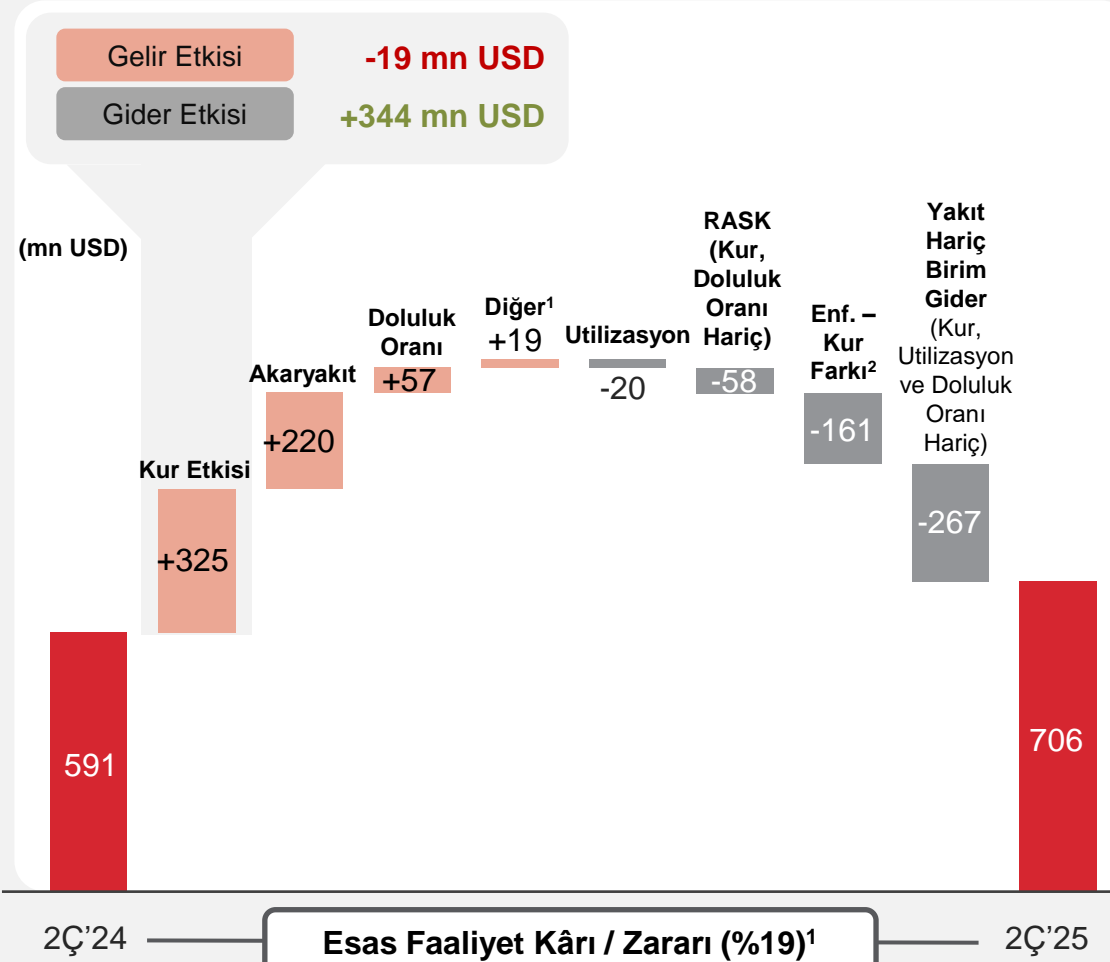 Gelir Etkisi
-19 mn USD
Gider Etkisi
+344 mn USD
(mn USD)
591
Kur Etkisi
+325
Akaryakıt
+220
Doluluk
Oranı
+57
Diğer¹
+19
Utilizasyon
-20
RASK
(Kur,
Doluluk
Oranı
Hariç)
-58
Enf. –
Kur
Farkı²
-161
Yakıt
Hariç
Birim
Gider
(Kur,
Utilizasyon
ve Doluluk
Oranı
Hariç)
-267
706
2Ç’24
Esas Faaliyet Kârı / Zararı (%19)¹
2Ç’25